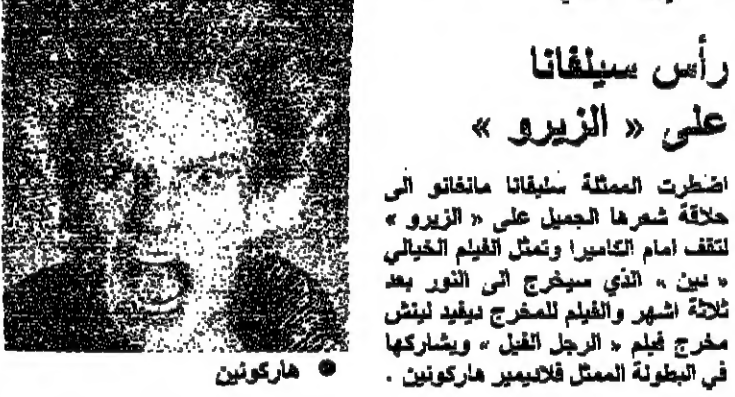 رأس سيلفانا
على « الزيرو »
اضطرت الممثلة سليفانا مانغانو الى
حلاقة شعرها الجميل على « الزيرو »
لتقف امام الكاميرا وتمثل الفيلم الخيالي
« دين » الذي سيخرج الى النور بعد
ثلاثة اشهر والفيلم للمخرج ديفيد لينش
مخرج فيلم « الرجل الفيل » ويشاركها
في البطولة الممثل فلاديمير هاركونين .
● هاركونين